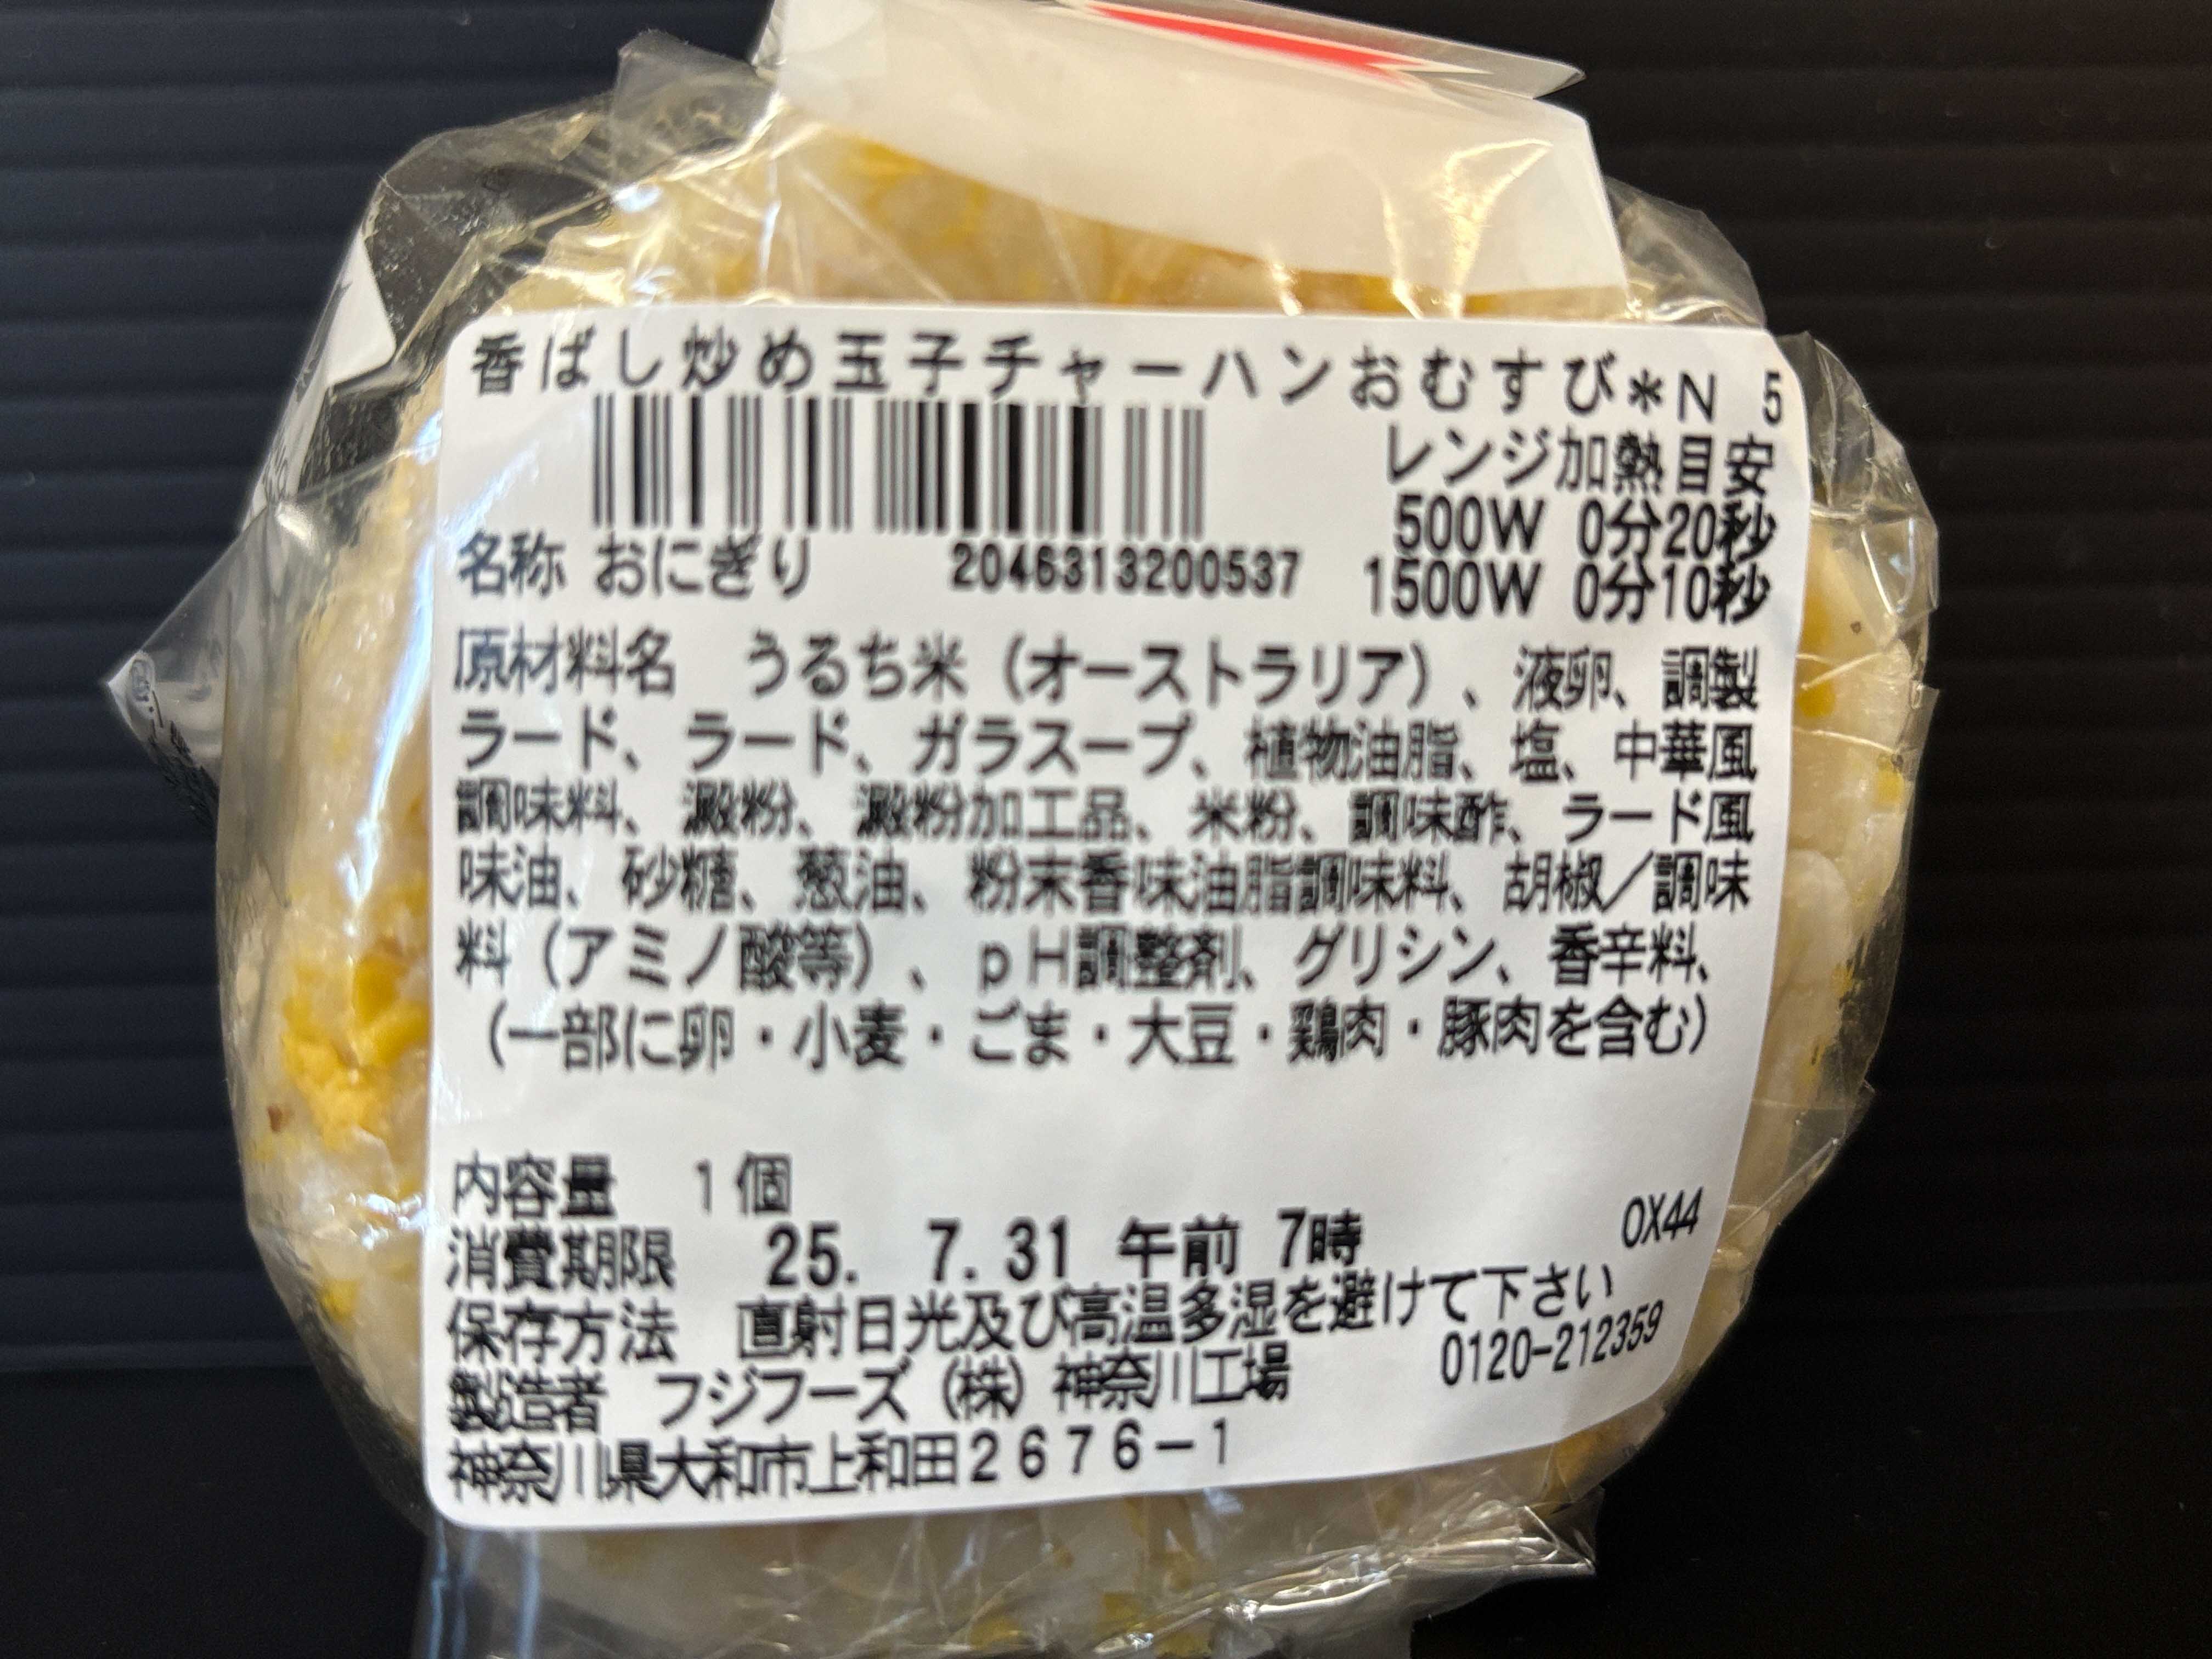 香ばし炒め玉子チャーハンおむすび*N 5
レンジ加熱目安
500W 0分20秒
1500W 0分10秒
名称 おにぎり 2046313200537
原材料名 うるち米（オーストラリア）、液卵、調製
ラード、ラード、ガラスープ、植物油脂、塩、中華風
調味料、澱粉、澱粉加工品、米粉、調味酢、ラード風
味油、砂糖、葱油、粉末香味油脂調味料、胡椒／調味
料（アミノ酸等）、pH調整剤、グリシン、香辛料、
（一部に卵・小麦・ごま・大豆・鶏肉・豚肉を含む）
内容量 1個
消費期限 25. 7.31 午前 7時 OX44
保存方法 直射日光及び高温多湿を避けて下さい
製造者 フジフーズ（株）神奈川工場 0120-212359
神奈川県大和市上和田2676－1